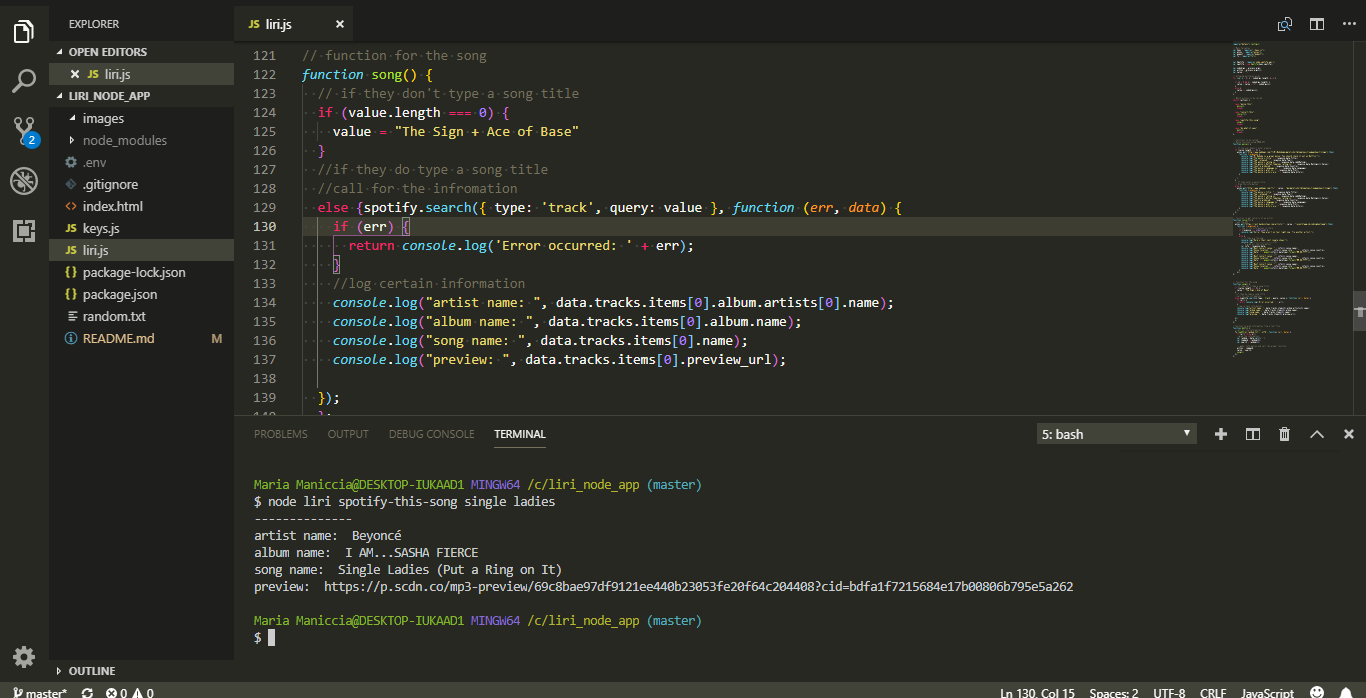 EXPLORER
OPEN EDITORS
JS liri.js
LIRI_NODE_APP
images
node_modules
.env
.gitignore
<> index.html
JS keys.js
JS liri.js
{} package-lock.json
{} package.json
random.txt
README.md M
OUTLINE
2
JS liri.js
121 // function for the song
122 function song() {
123 // if they don't type a song title
124 if (value.length === 0) {
125 value = "The Sign + Ace of Base"
126 }
127 //if they do type a song title
128 //call for the infromation
129 else {spotify.search({ type: 'track', query: value }, function (err, data) {
130 if (err) {
131 return console.log('Error occurred: ' + err);
132 }
133 //log certain information
134 console.log("artist name: ", data.tracks.items[0].album.artists[0].name);
135 console.log("album name: ", data.tracks.items[0].album.name);
136 console.log("song name: ", data.tracks.items[0].name);
137 console.log("preview: ", data.tracks.items[0].preview_url);
138
139 });
PROBLEMS OUTPUT DEBUG CONSOLE TERMINAL 5: bash
Maria Maniccia@DESKTOP-IUKAAD1 MINGW64 /c/liri_node_app (master)
$ node liri spotify-this-song single ladies
--------------
artist name:  Beyoncé
album name:  I AM...SASHA FIERCE
song name:  Single Ladies (Put a Ring on It)
preview:  https://p.scdn.co/mp3-preview/69c8bae97df9121ee440b23053fe20f64c204408?cid=bdfa1f7215684e17b00806b795e5a262
Maria Maniccia@DESKTOP-IUKAAD1 MINGW64 /c/liri_node_app (master)
$
master* 0 0 Ln 130, Col 15 Spaces: 2 UTF-8 CRLF JavaScript